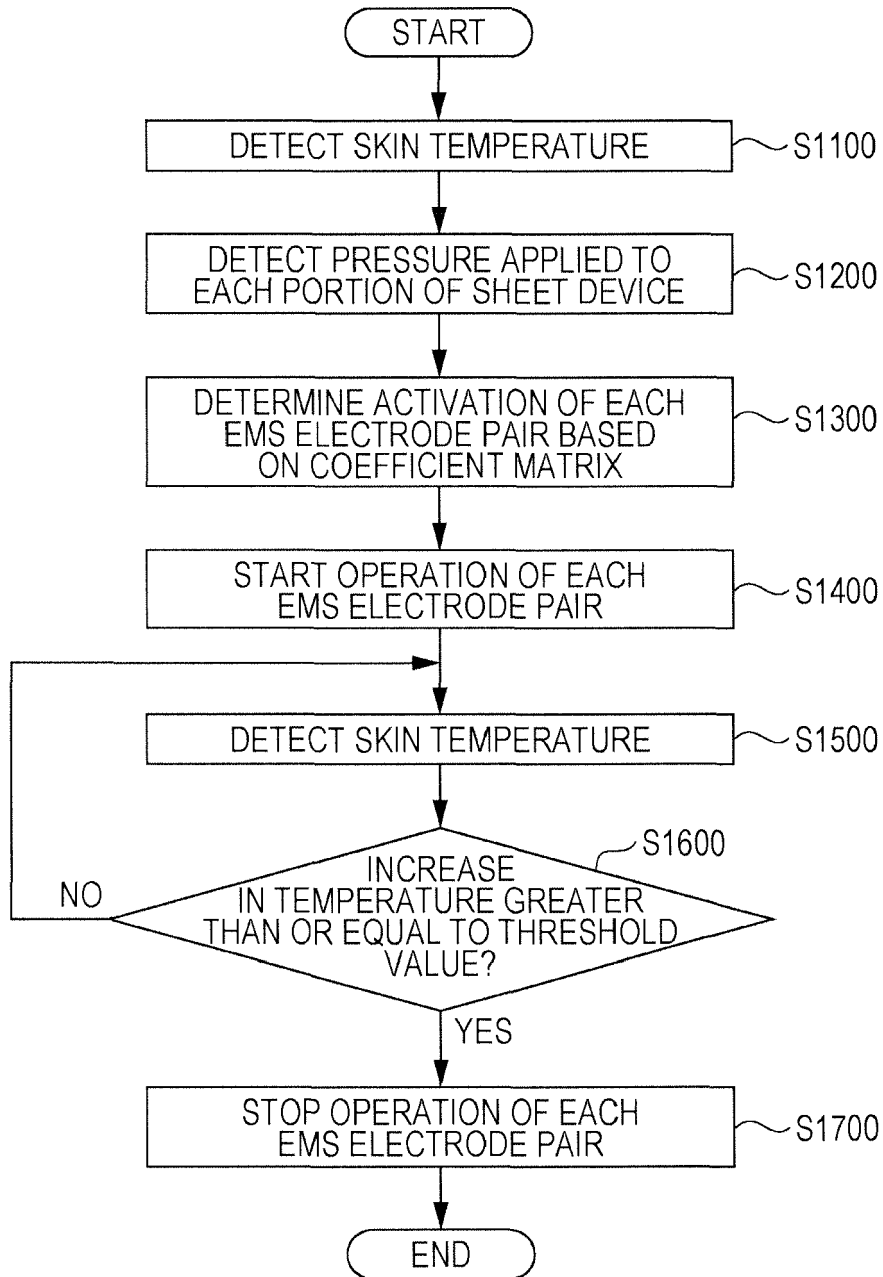 START
DETECT SKIN TEMPERATURE
S1100
DETECT PRESSURE APPLIED TO
EACH PORTION OF SHEET DEVICE
S1200
DETERMINE ACTIVATION OF EACH
EMS ELECTRODE PAIR BASED
ON COEFFICIENT MATRIX
S1300
START OPERATION OF EACH
EMS ELECTRODE PAIR
S1400
DETECT SKIN TEMPERATURE
S1500
S1600
INCREASE
IN TEMPERATURE GREATER
THAN OR EQUAL TO THRESHOLD
VALUE?
NO
YES
STOP OPERATION OF EACH
EMS ELECTRODE PAIR
S1700
END